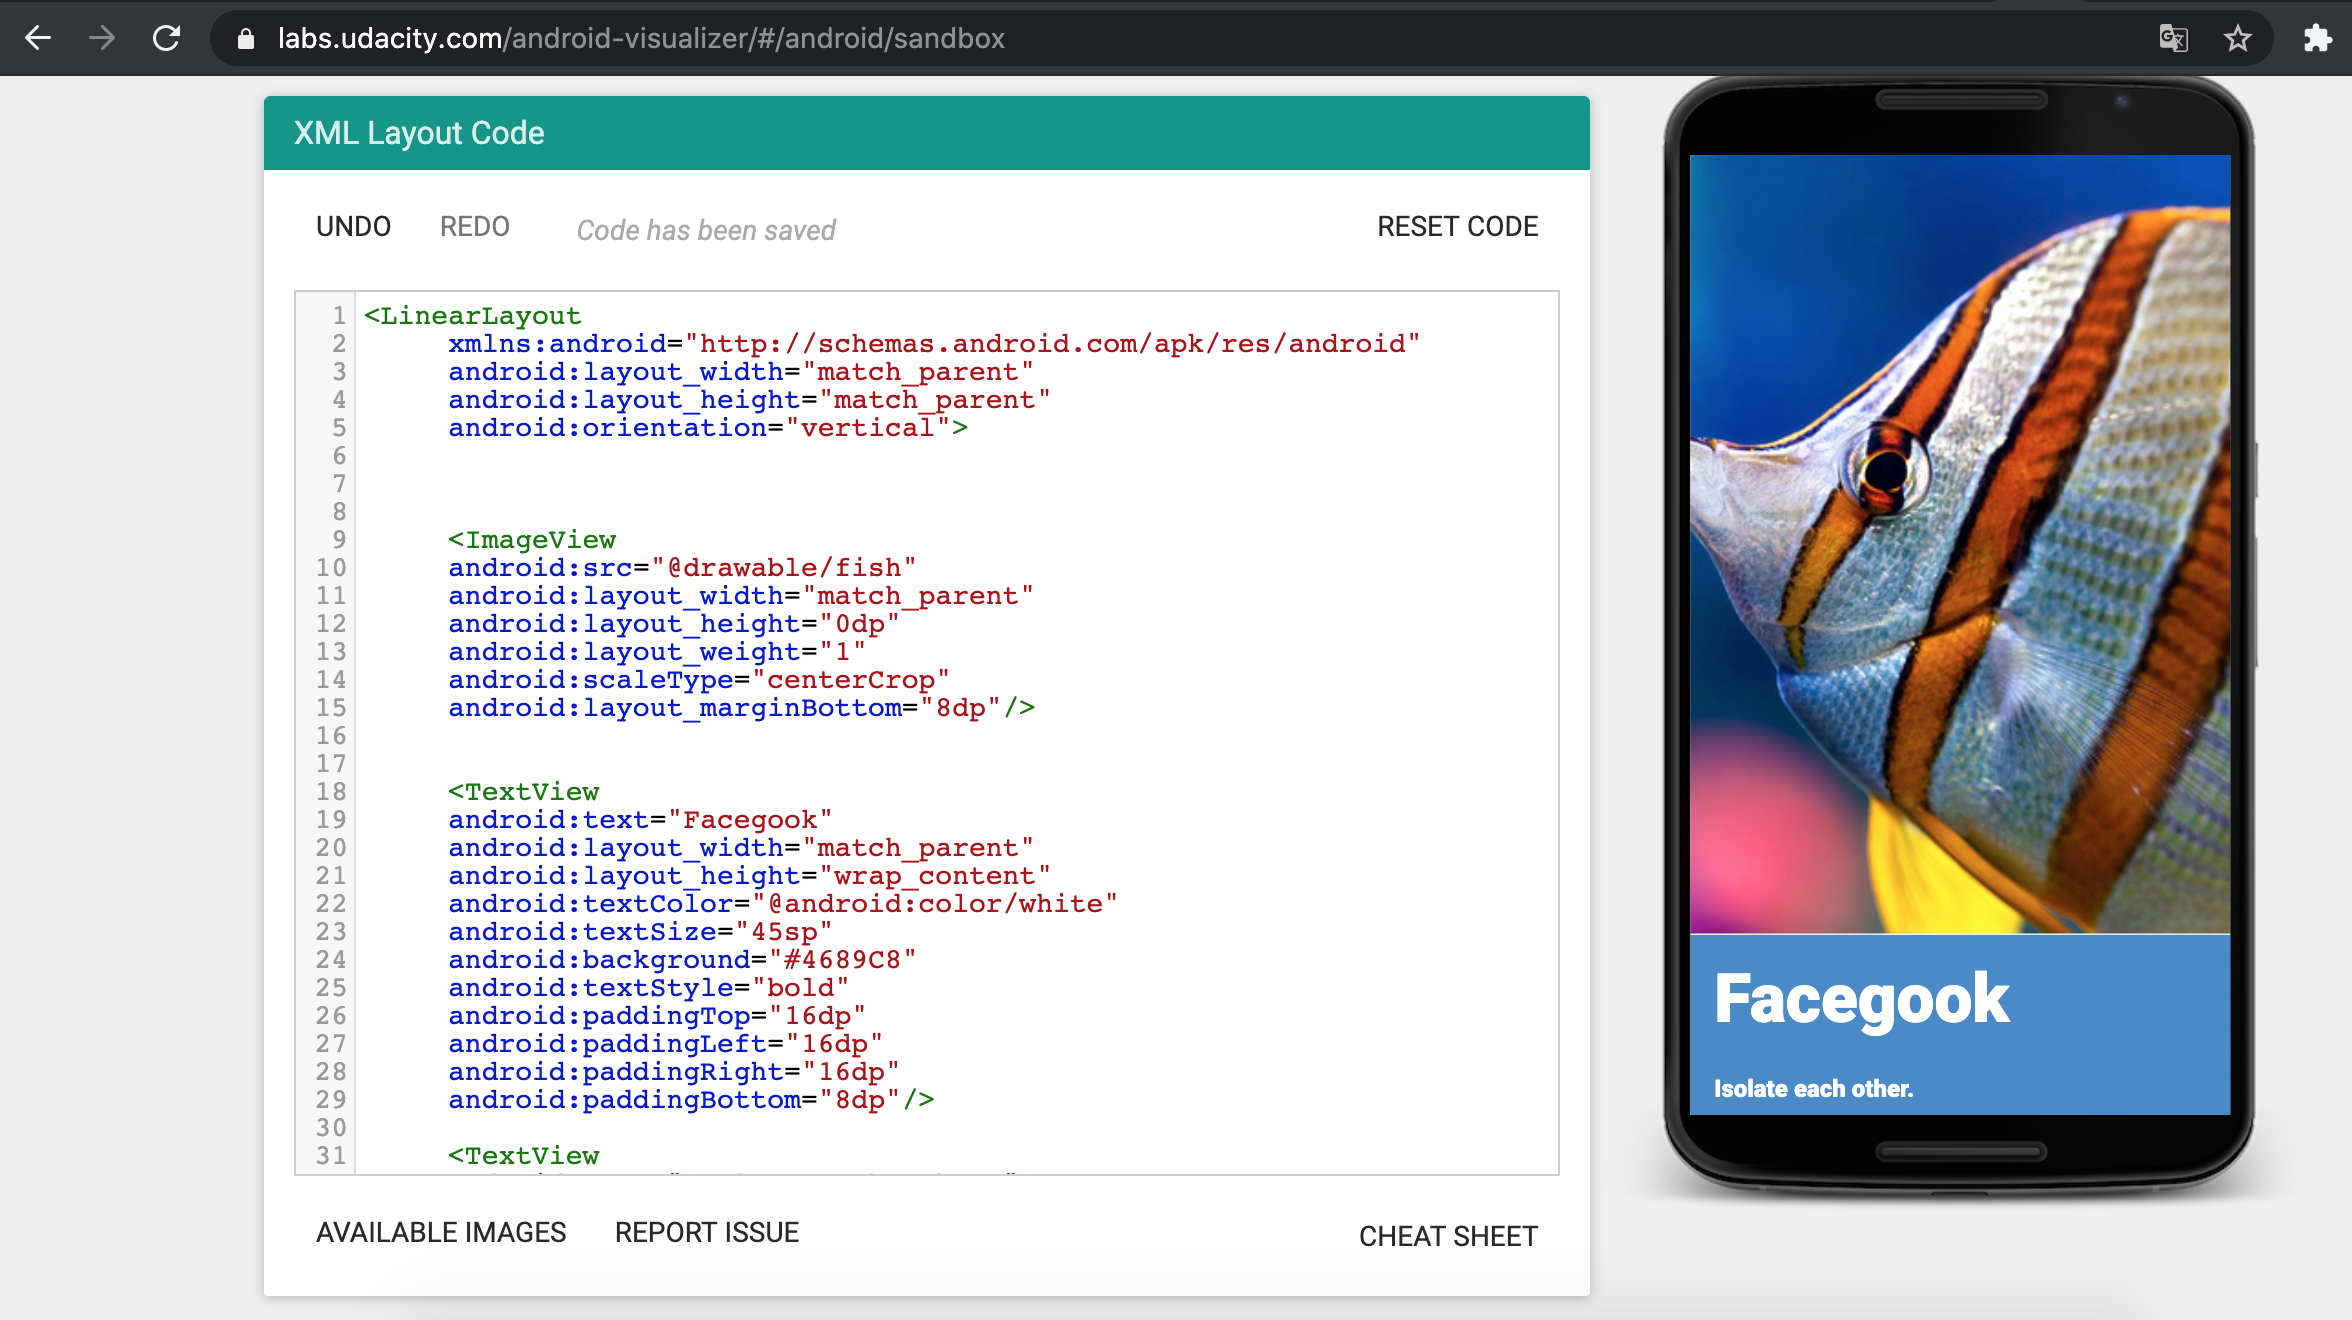 labs.udacity.com/android-visualizer/#/android/sandbox
XML Layout Code
UNDO REDO Code has been saved RESET CODE
1 <LinearLayout
2 xmlns:android="http://schemas.android.com/apk/res/android"
3 android:layout_width="match_parent"
4 android:layout_height="match_parent"
5 android:orientation="vertical">
6
7
8
9 <ImageView
10 android:src="@drawable/fish"
11 android:layout_width="match_parent"
12 android:layout_height="0dp"
13 android:layout_weight="1"
14 android:scaleType="centerCrop"
15 android:layout_marginBottom="8dp"/>
16
17
18 <TextView
19 android:text="Facegook"
20 android:layout_width="match_parent"
21 android:layout_height="wrap_content"
22 android:textColor="@android:color/white"
23 android:textSize="45sp"
24 android:background="#4689C8"
25 android:textStyle="bold"
26 android:paddingTop="16dp"
27 android:paddingLeft="16dp"
28 android:paddingRight="16dp"
29 android:paddingBottom="8dp"/>
30
31 <TextView
AVAILABLE IMAGES REPORT ISSUE CHEAT SHEET
Facegook
Isolate each other.